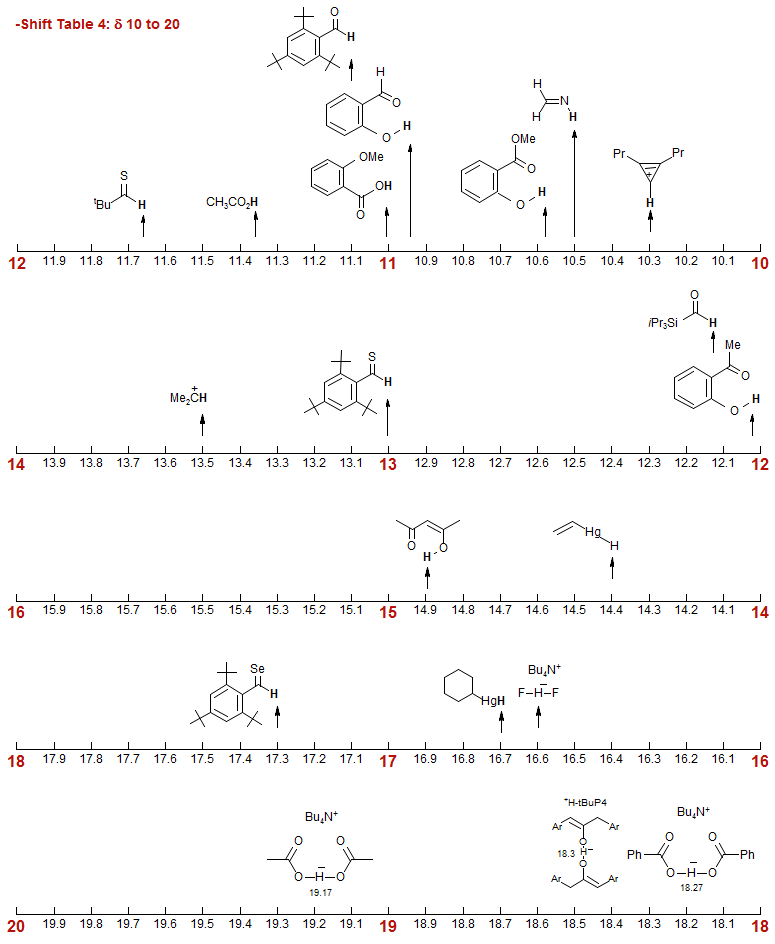 -Shift Table 4: δ 10 to 20
O
H
H
O
O
H
OMe
OH
O
S
tBu
H
CH3CO2H
OMe
O
O
H
H
N
H
H
Pr
Pr
+
H
12 11.9 11.8 11.7 11.6 11.5 11.4 11.3 11.2 11.1 11 10.9 10.8 10.7 10.6 10.5 10.4 10.3 10.2 10.1 10
O
iPr3Si
H
Me
O
O
H
S
H
+
Me2CH
14 13.9 13.8 13.7 13.6 13.5 13.4 13.3 13.2 13.1 13 12.9 12.8 12.7 12.6 12.5 12.4 12.3 12.2 12.1 12
O
H
O
Hg
H
16 15.9 15.8 15.7 15.6 15.5 15.4 15.3 15.2 15.1 15 14.9 14.8 14.7 14.6 14.5 14.4 14.3 14.2 14.1 14
Se
H
HgH
Bu4N+
F–H–F
–
18 17.9 17.8 17.7 17.6 17.5 17.4 17.3 17.2 17.1 17 16.9 16.8 16.7 16.6 16.5 16.4 16.3 16.2 16.1 16
Bu4N+
O
O
–
O–H–O
19.17
+H-tBuP4
Ar
Ar
O
18.3 H–
O
Ar
Ar
Bu4N+
O
O
Ph
Ph
–
O–H–O
18.27
20 19.9 19.8 19.7 19.6 19.5 19.4 19.3 19.2 19.1 19 18.9 18.8 18.7 18.6 18.5 18.4 18.3 18.2 18.1 18